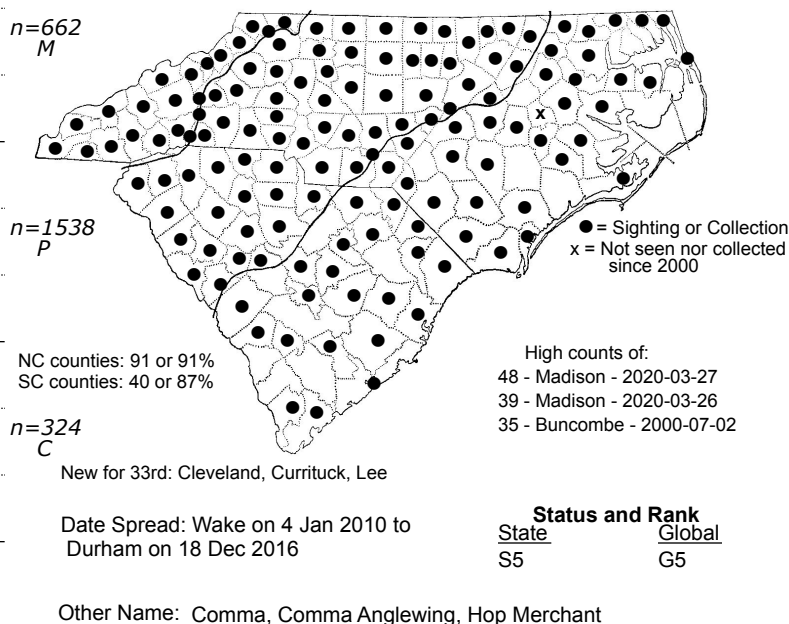 n=662
M
n=1538
P
n=324
C
x
● = Sighting or Collection
x = Not seen nor collected
since 2000
NC counties: 91 or 91%
SC counties: 40 or 87%
High counts of:
48 - Madison - 2020-03-27
39 - Madison - 2020-03-26
35 - Buncombe - 2000-07-02
New for 33rd: Cleveland, Currituck, Lee
Date Spread: Wake on 4 Jan 2010 to
Durham on 18 Dec 2016
Status and Rank
State Global
S5 G5
Other Name: Comma, Comma Anglewing, Hop Merchant